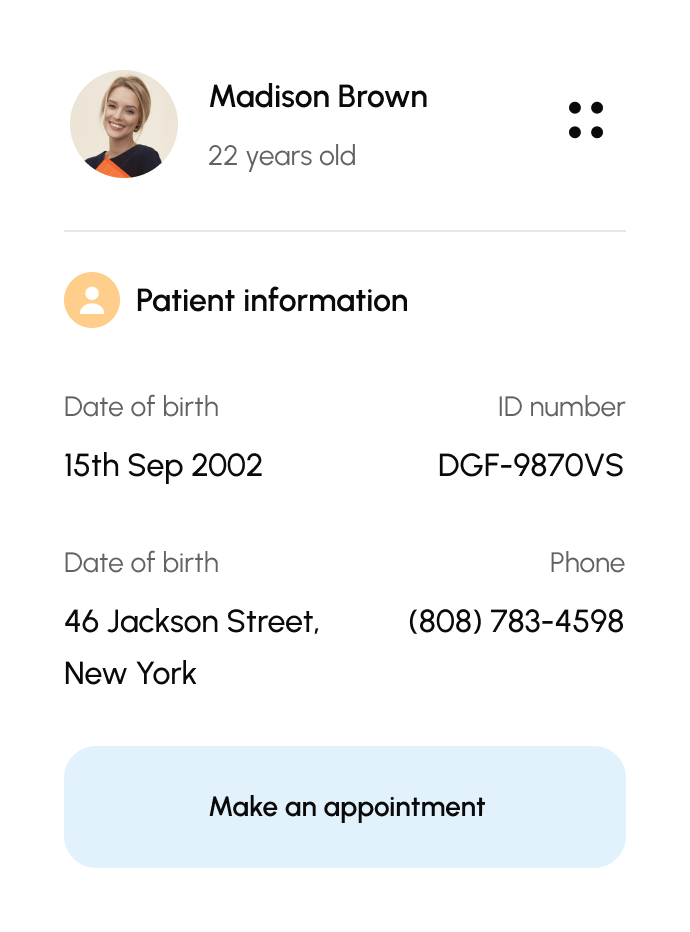 Madison Brown
22 years old
Patient information
Date of birth
ID number
15th Sep 2002
DGF-9870VS
Date of birth
Phone
46 Jackson Street,
(808) 783-4598
New York
Make an appointment